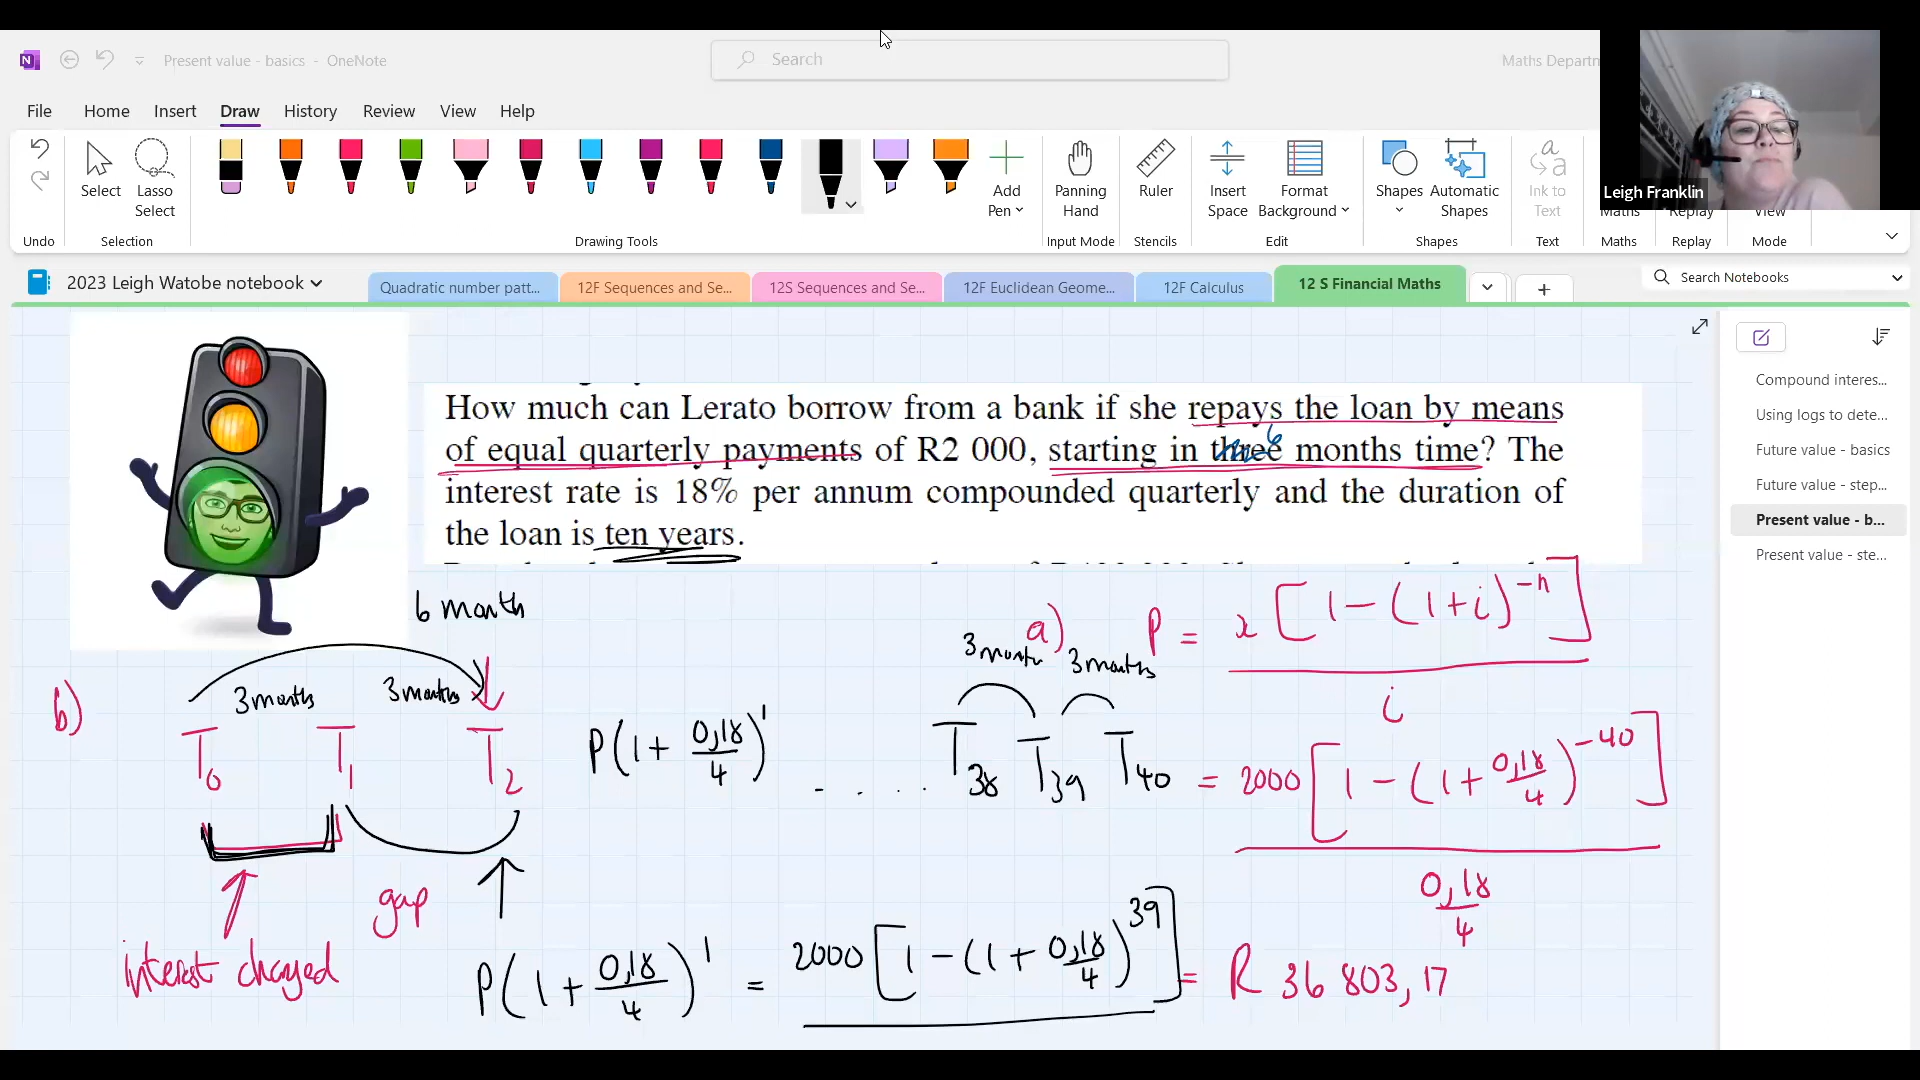 Present value - basics - OneNote
Search
Maths Departn
File Home Insert Draw History Review View Help
Select
Lasso Select
Add Pen
Panning Hand
Ruler
Insert Space
Format Background
Shapes
Automatic Shapes
Ink to Text
Maths
Replay
View
Leigh Franklin
Undo
Selection
Drawing Tools
Input Mode
Stencils
Edit
Shapes
Text
Maths
Replay
Mode
2023 Leigh Watobe notebook
Quadratic number patt...
12F Sequences and Se...
12S Sequences and Se...
12F Euclidean Geome...
12F Calculus
12 S Financial Maths
Search Notebooks
Compound interes...
Using logs to dete...
Future value - basics
Future value - step...
Present value - b...
Present value - ste...
How much can Lerato borrow from a bank if she repays the loan by means
of equal quarterly payments of R2 000, starting in three 6 months time? The
interest rate is 18% per annum compounded quarterly and the duration of
the loan is ten years.
6 month
a) P = x[1-(1+i)^-n]
i
3 month 3 months
b)
3 months 3 months
T0 T1 T2
P(1+ 0,18/4)^1
..... T38 T39 T40
= 2000[1-(1+0,18/4)^-40]
0,18/4
gap
interest charged
P(1+0,18/4)^1 = 2000[1-(1+0,18/4)^39]
= R 36 803,17